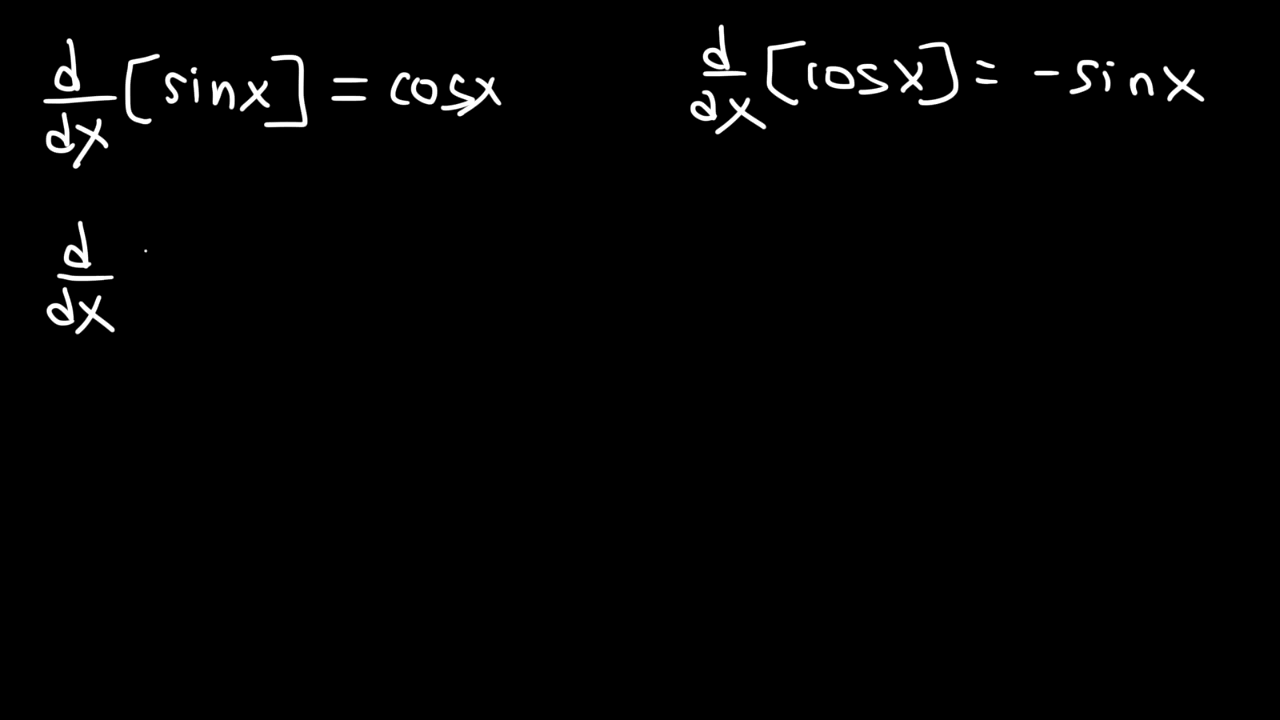 d/dx [sinx] = cosx
d/dx [cosx] = -sinx
d/dx